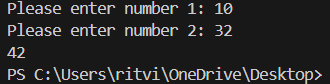 Please enter number 1: 10
Please enter number 2: 32
42
PS C:\Users\ritvi\OneDrive\Desktop>